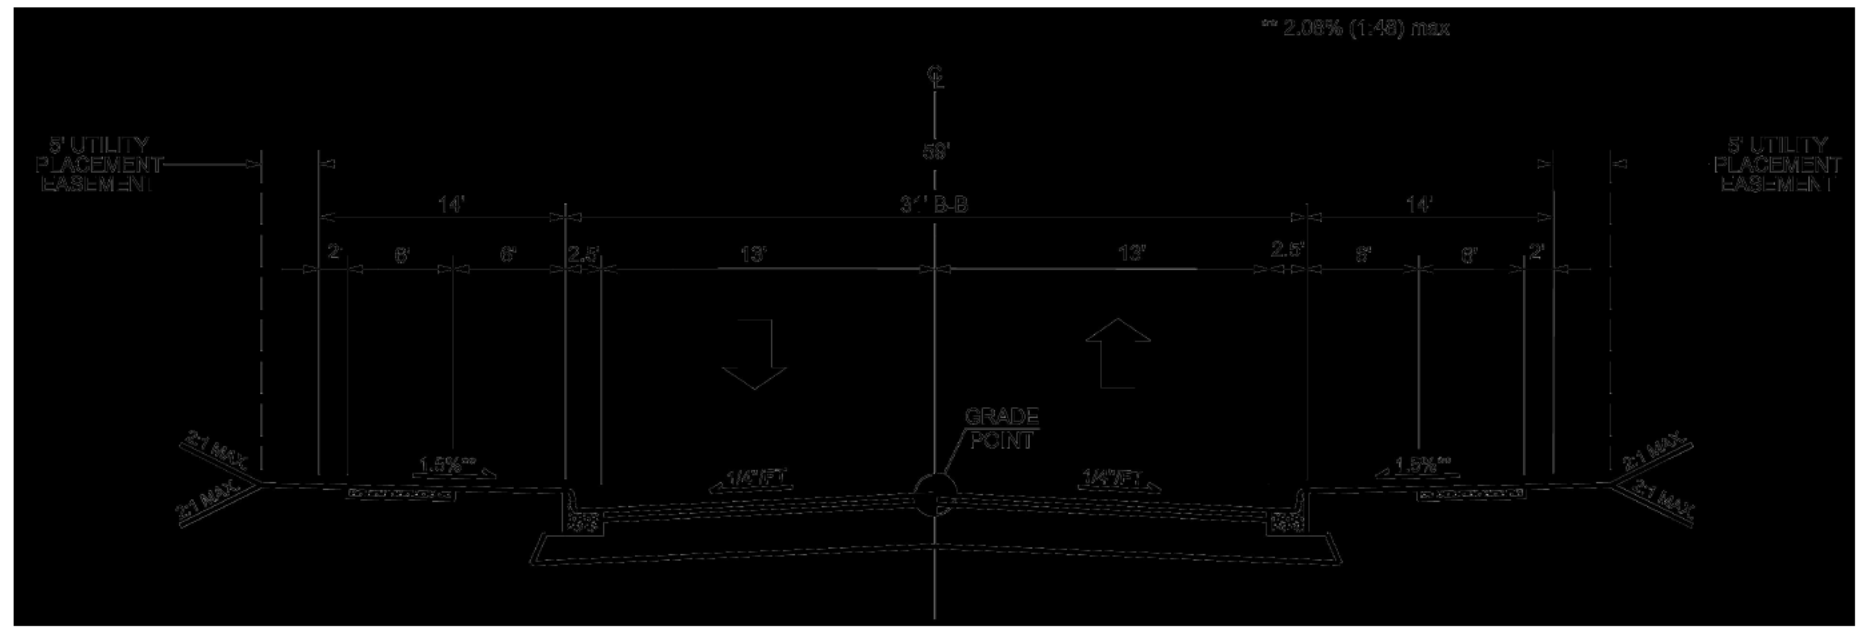 ** 2.08% (1:48) max
℄
59'
5' UTILITY
PLACEMENT
EASEMENT
5' UTILITY
PLACEMENT
EASEMENT
14'
31' B-B
14'
2'
6'
6'
2.5'
13'
13'
2.5'
6'
6'
2'
GRADE
POINT
2:1 MAX.
2:1 MAX.
1.5%**
1/4"/FT
1/4"/FT
1.5%**
2:1 MAX.
2:1 MAX.